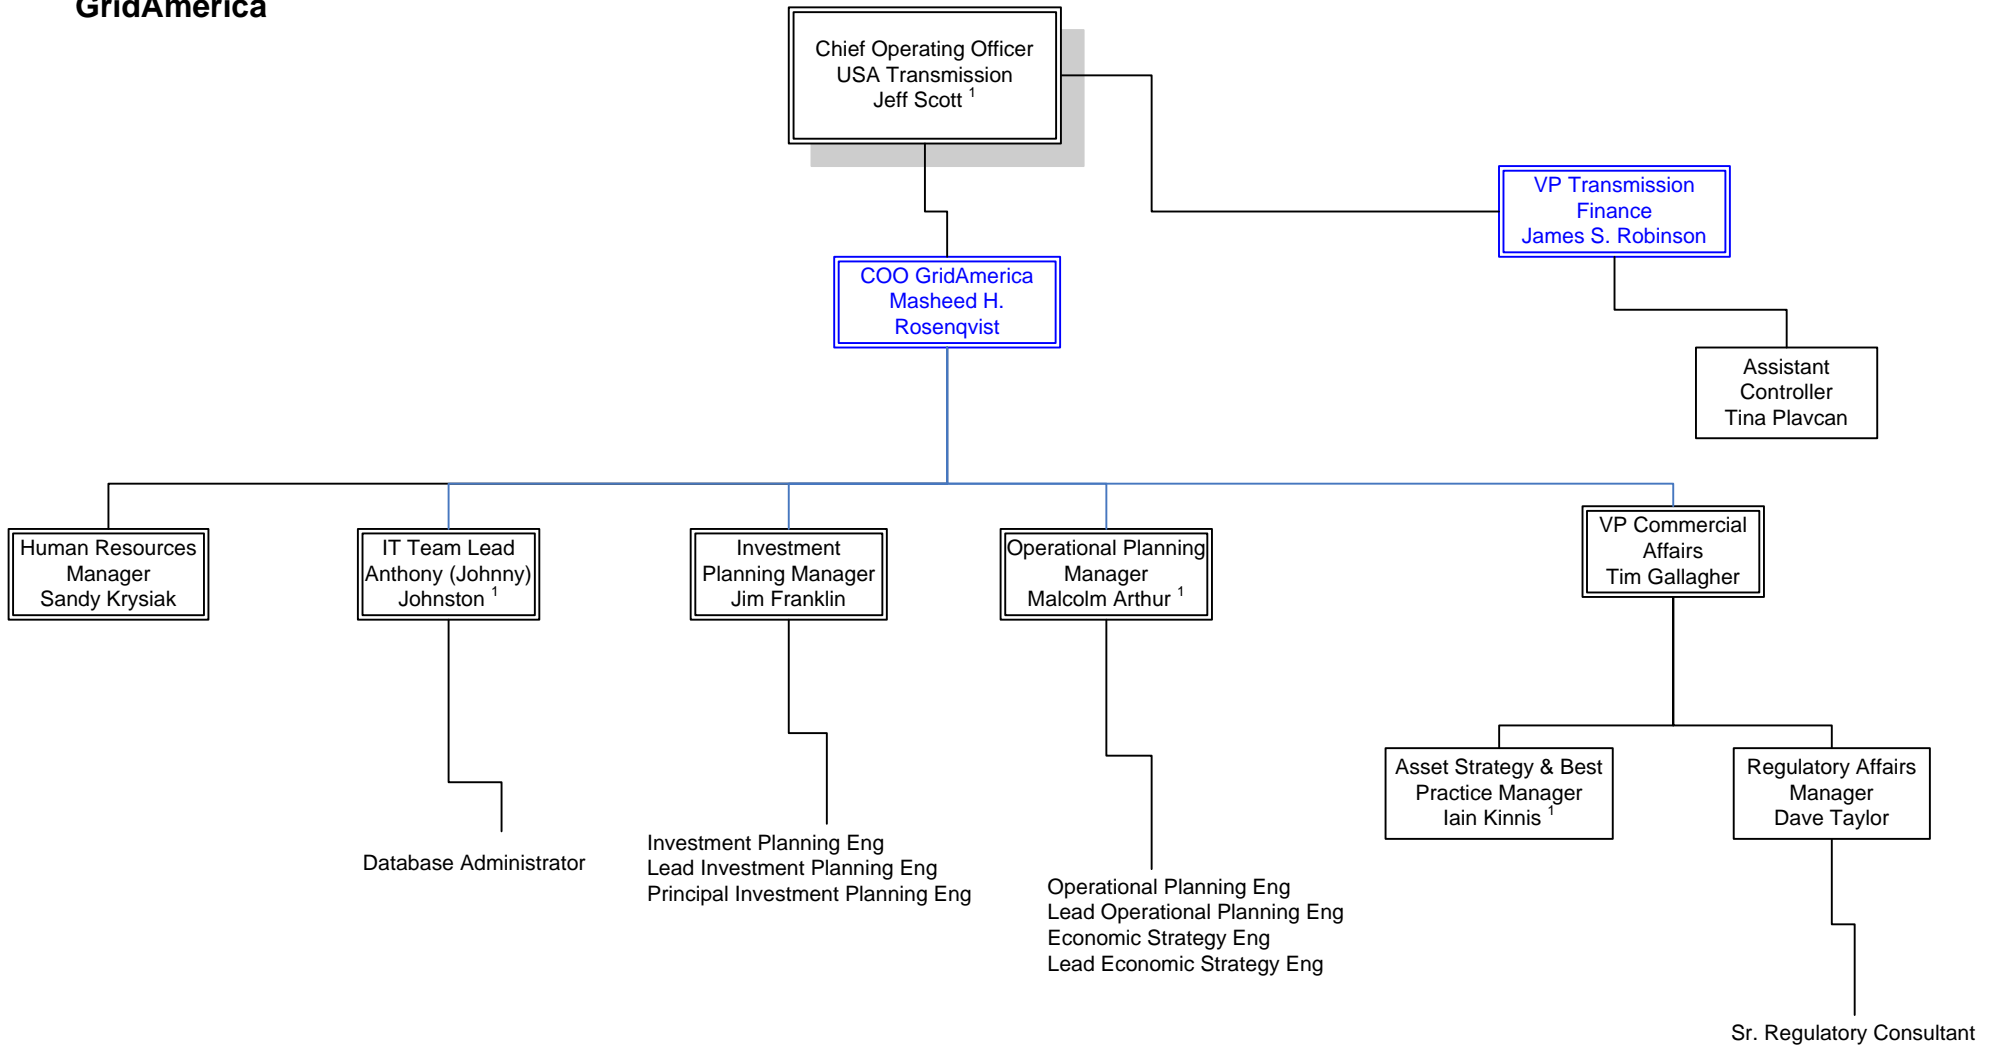 GridAmerica
Chief Operating Officer
USA Transmission
Jeff Scott 1
VP Transmission
Finance
James S. Robinson
COO GridAmerica
Masheed H.
Rosenqvist
Assistant
Controller
Tina Plavcan
Human Resources
Manager
Sandy Krysiak
IT Team Lead
Anthony (Johnny)
Johnston 1
Investment
Planning Manager
Jim Franklin
Operational Planning
Manager
Malcolm Arthur 1
VP Commercial
Affairs
Tim Gallagher
Asset Strategy & Best
Practice Manager
Iain Kinnis 1
Regulatory Affairs
Manager
Dave Taylor
Database Administrator
Investment Planning Eng
Lead Investment Planning Eng
Principal Investment Planning Eng
Operational Planning Eng
Lead Operational Planning Eng
Economic Strategy Eng
Lead Economic Strategy Eng
Sr. Regulatory Consultant